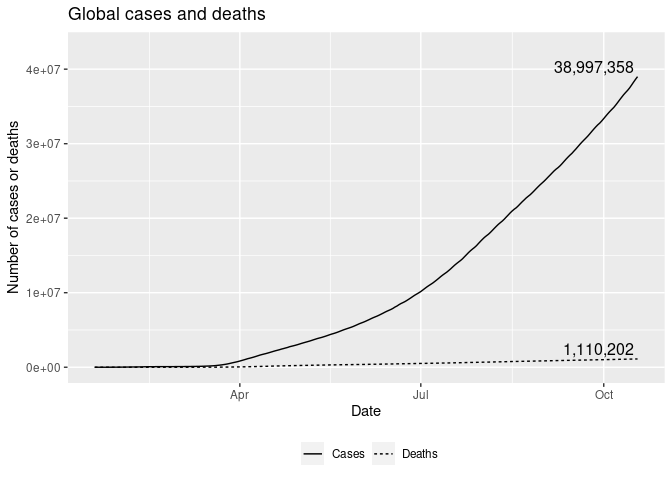 Global cases and deaths
38,997,358
4e+07
3e+07
2e+07
1e+07
0e+00
Number of cases or deaths
1,110,202
Apr
Jul
Oct
Date
Cases
Deaths